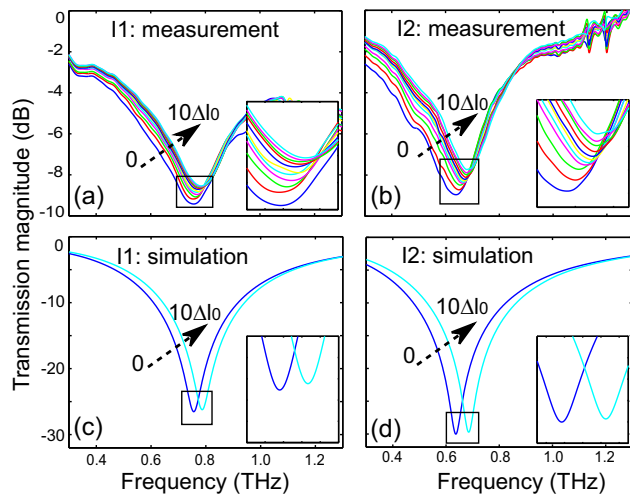 I1: measurement
I2: measurement
0
-2
-4
-6
-8
-10
10ΔI₀
0
(a)
10ΔI₀
0
(b)
Transmission magnitude (dB)
I1: simulation
I2: simulation
0
-10
-20
-30
10ΔI₀
0
(c)
10ΔI₀
0
(d)
0.4 0.6 0.8 1.0 1.2
0.4 0.6 0.8 1.0 1.2
Frequency (THz)
Frequency (THz)